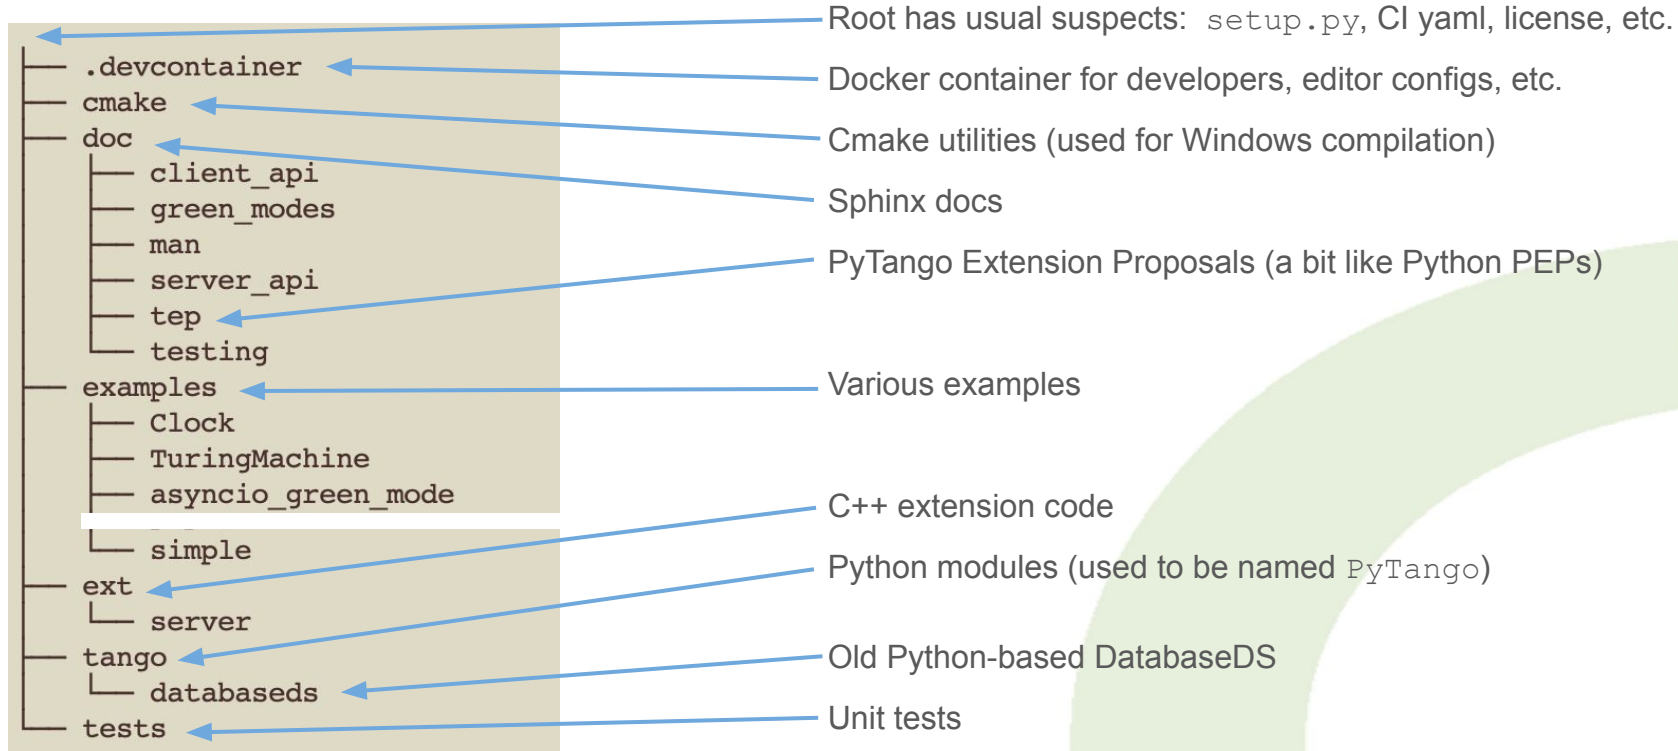 Root has usual suspects: setup.py, CI yaml, license, etc.
.devcontainer
Docker container for developers, editor configs, etc.
cmake
Cmake utilities (used for Windows compilation)
doc
Sphinx docs
client_api
green_modes
man
server_api
tep
PyTango Extension Proposals (a bit like Python PEPs)
testing
examples
Various examples
Clock
TuringMachine
asyncio_green_mode
simple
ext
C++ extension code
server
tango
Python modules (used to be named PyTango)
databaseds
Old Python-based DatabaseDS
tests
Unit tests